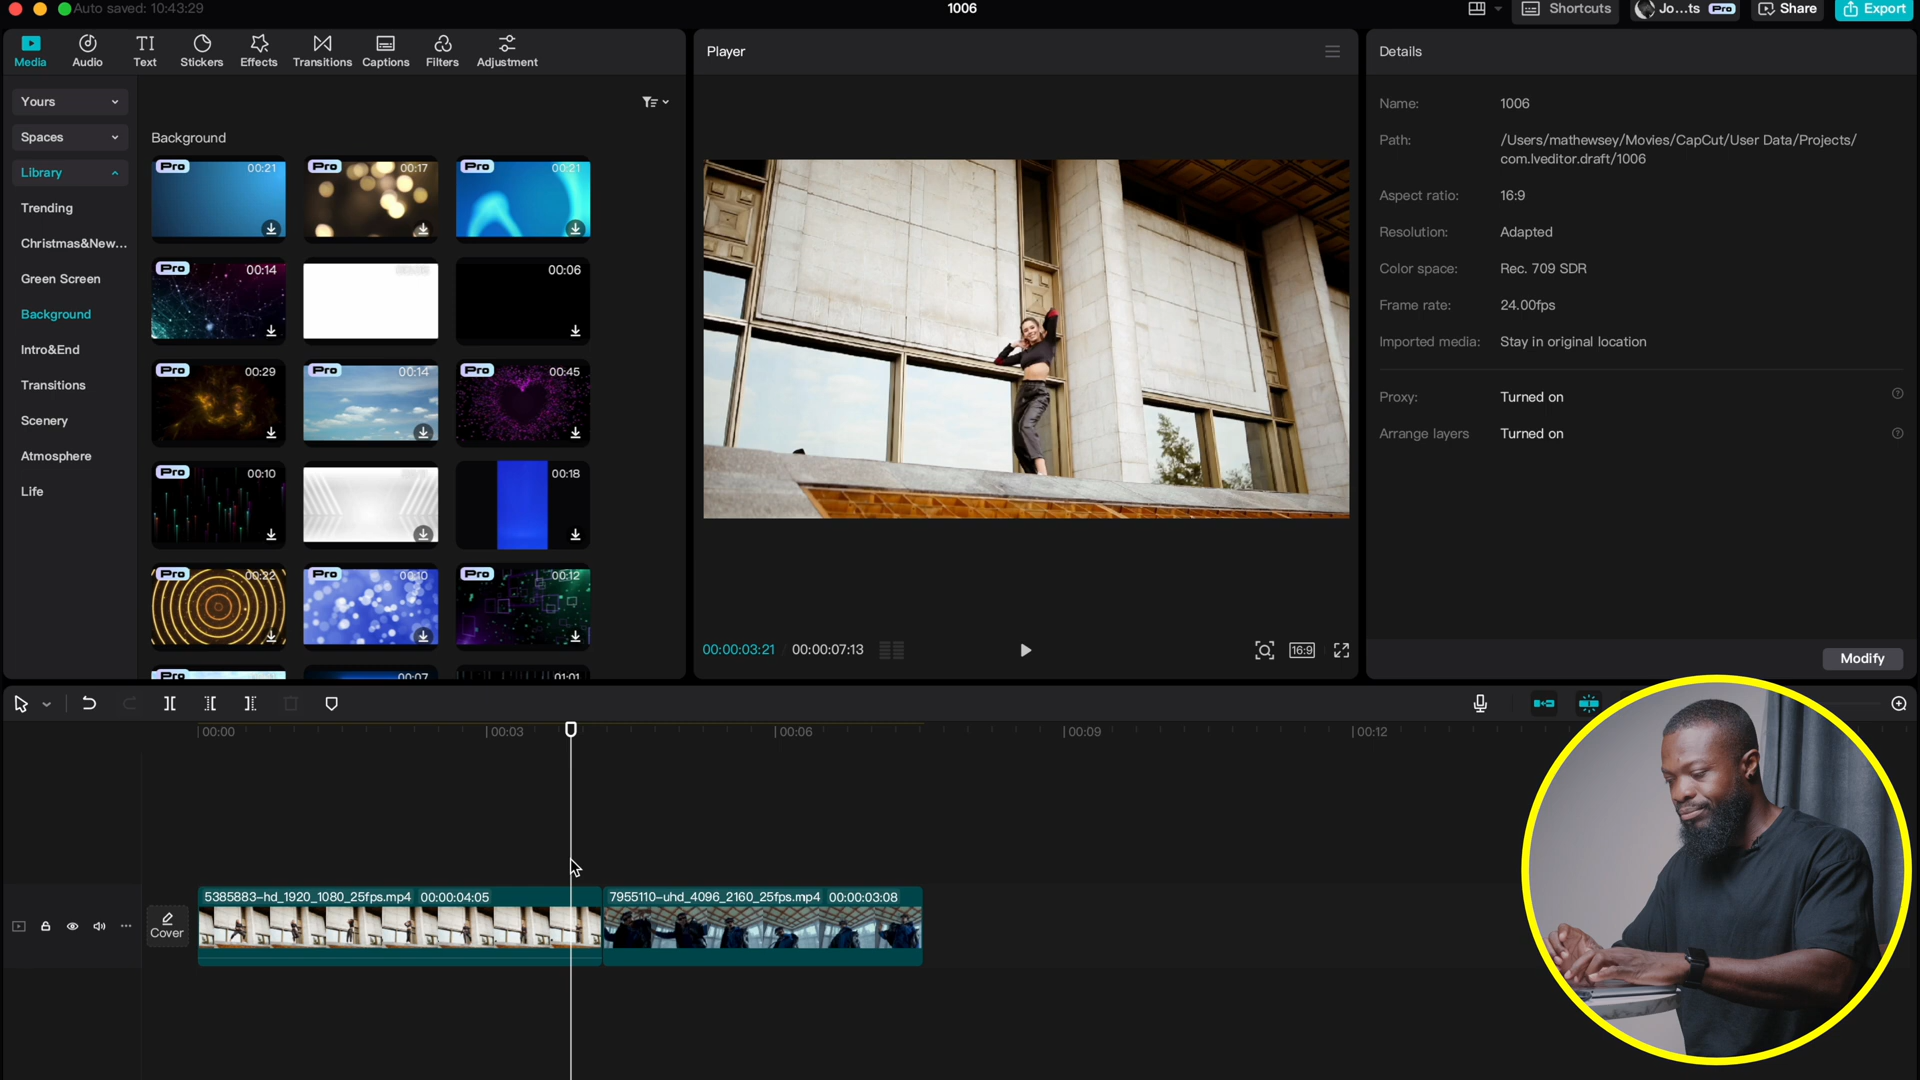 Auto saved: 10:43:29
1006
Shortcuts
Jo...ts
Pro
Share
Export
Media
Audio
Text
Stickers
Effects
Transitions
Captions
Filters
Adjustment
Yours
Spaces
Library
Trending
Christmas&New...
Green Screen
Background
Intro&End
Transitions
Scenery
Atmosphere
Life
Background
Pro 00:21
Pro 00:17
Pro 00:21
Pro 00:14
00:06
Pro 00:29
Pro 00:14
Pro 00:45
Pro 00:10
00:18
Pro 00:22
Pro 00:10
Pro 00:12
Pro
00:07
01:01
Player
00:00:03:21 / 00:00:07:13
16:9
Details
Name: 1006
Path: /Users/mathewsey/Movies/CapCut/User Data/Projects/
com.lveditor.draft/1006
Aspect ratio: 16:9
Resolution: Adapted
Color space: Rec. 709 SDR
Frame rate: 24.00fps
Imported media: Stay in original location
Proxy: Turned on
Arrange layers Turned on
Modify
00:00
00:03
00:06
00:09
00:12
Cover
5385883-hd_1920_1080_25fps.mp4 00:00:04:05
7955110-uhd_4096_2160_25fps.mp4 00:00:03:08